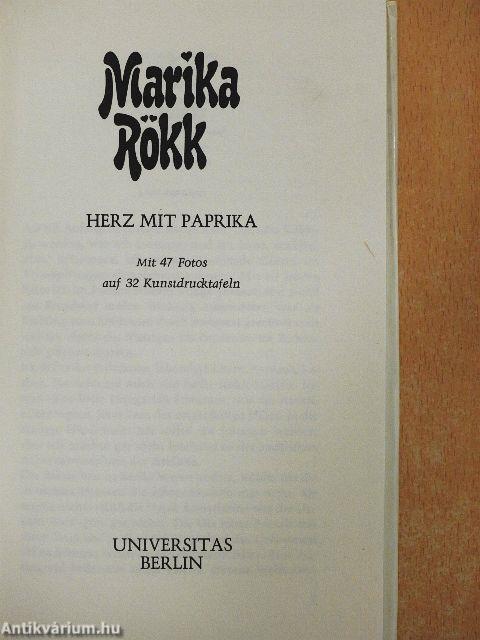 Marika
Rökk
HERZ MIT PAPRIKA
Mit 47 Fotos
auf 32 Kunstdrucktafeln
UNIVERSITAS
BERLIN
Antikvárium.hu